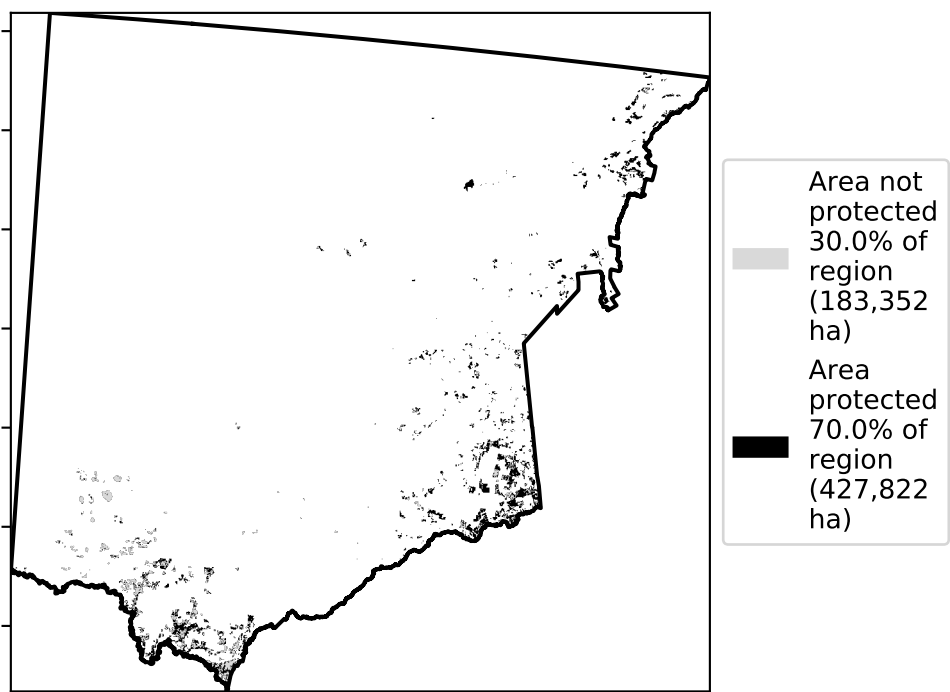 Area not
protected
30.0% of
region
(183,352
ha)
Area
protected
70.0% of
region
(427,822
ha)